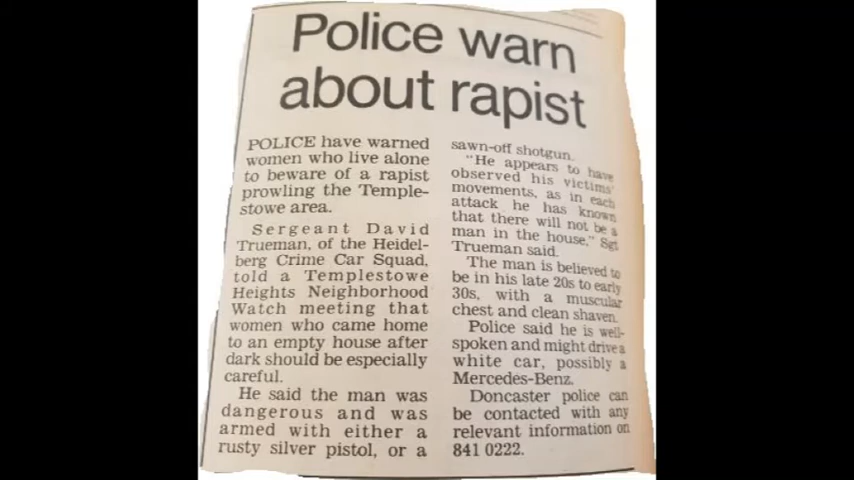 Police warn
about rapist
POLICE have warned
women who live alone
to beware of a rapist
prowling the Temple-
stowe area.
Sergeant David
Trueman, of the Heidel-
berg Crime Car Squad,
told a Templestowe
Heights Neighborhood
Watch meeting that
women who came home
to an empty house after
dark should be especially
careful.
He said the man was
dangerous and was
armed with either a
rusty silver pistol, or a
sawn-off shotgun.
"He appears to have
observed his victims'
movements, as in each
attack he has known
that there will not be a
man in the house," Sgt
Trueman said.
The man is believed to
be in his late 20s to early
30s, with a muscular
chest and clean shaven.
Police said he is well-
spoken and might drive a
white car, possibly a
Mercedes-Benz.
Doncaster police can
be contacted with any
relevant information on
841 0222.